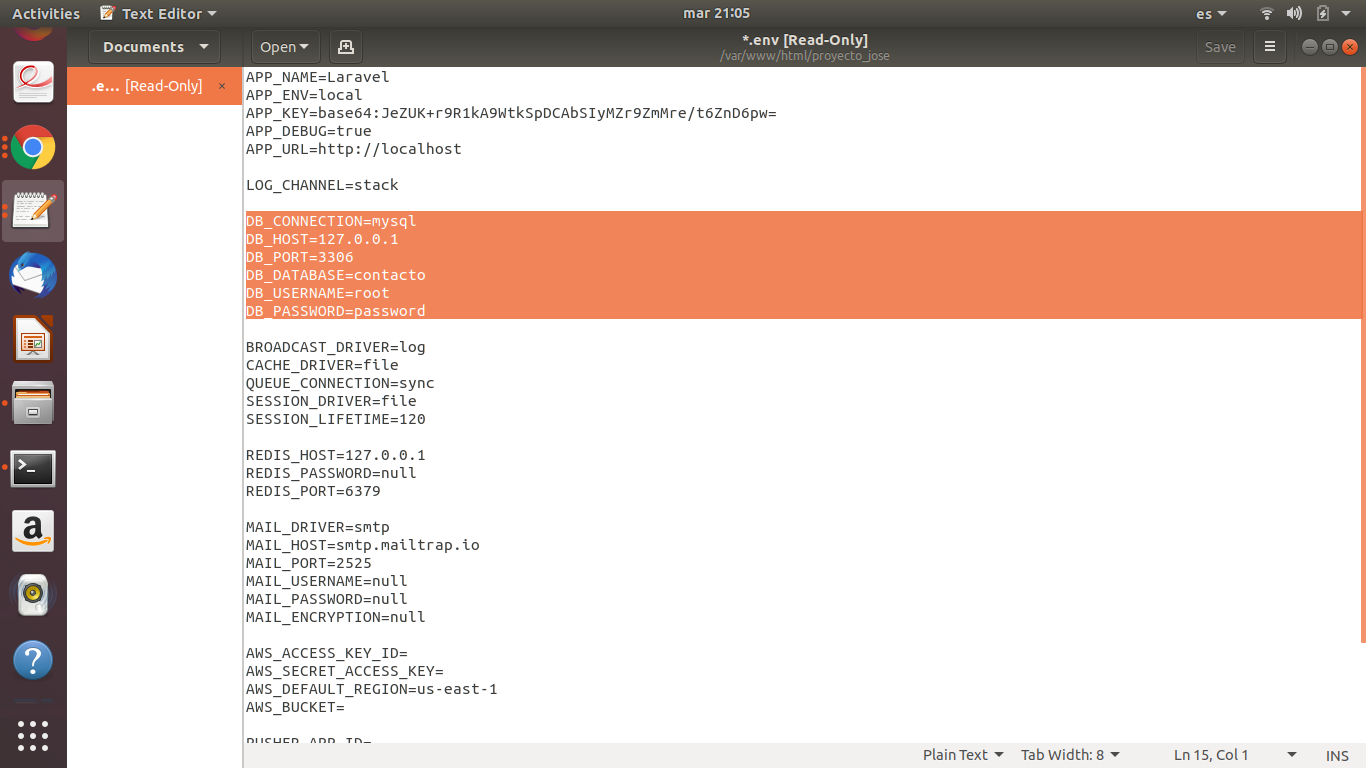 Activities Text Editor mar 21:05 es
Documents Open *.env [Read-Only] Save
/var/www/html/proyecto_jose
.e... [Read-Only] ×
APP_NAME=Laravel
APP_ENV=local
APP_KEY=base64:JeZUK+r9R1kA9WtkSpDCAbSIyMZr9ZmMre/t6ZnD6pw=
APP_DEBUG=true
APP_URL=http://localhost
LOG_CHANNEL=stack
DB_CONNECTION=mysql
DB_HOST=127.0.0.1
DB_PORT=3306
DB_DATABASE=contacto
DB_USERNAME=root
DB_PASSWORD=password
BROADCAST_DRIVER=log
CACHE_DRIVER=file
QUEUE_CONNECTION=sync
SESSION_DRIVER=file
SESSION_LIFETIME=120
REDIS_HOST=127.0.0.1
REDIS_PASSWORD=null
REDIS_PORT=6379
MAIL_DRIVER=smtp
MAIL_HOST=smtp.mailtrap.io
MAIL_PORT=2525
MAIL_USERNAME=null
MAIL_PASSWORD=null
MAIL_ENCRYPTION=null
AWS_ACCESS_KEY_ID=
AWS_SECRET_ACCESS_KEY=
AWS_DEFAULT_REGION=us-east-1
AWS_BUCKET=
PUSHER_APP_ID=
Plain Text Tab Width: 8 Ln 15, Col 1 INS